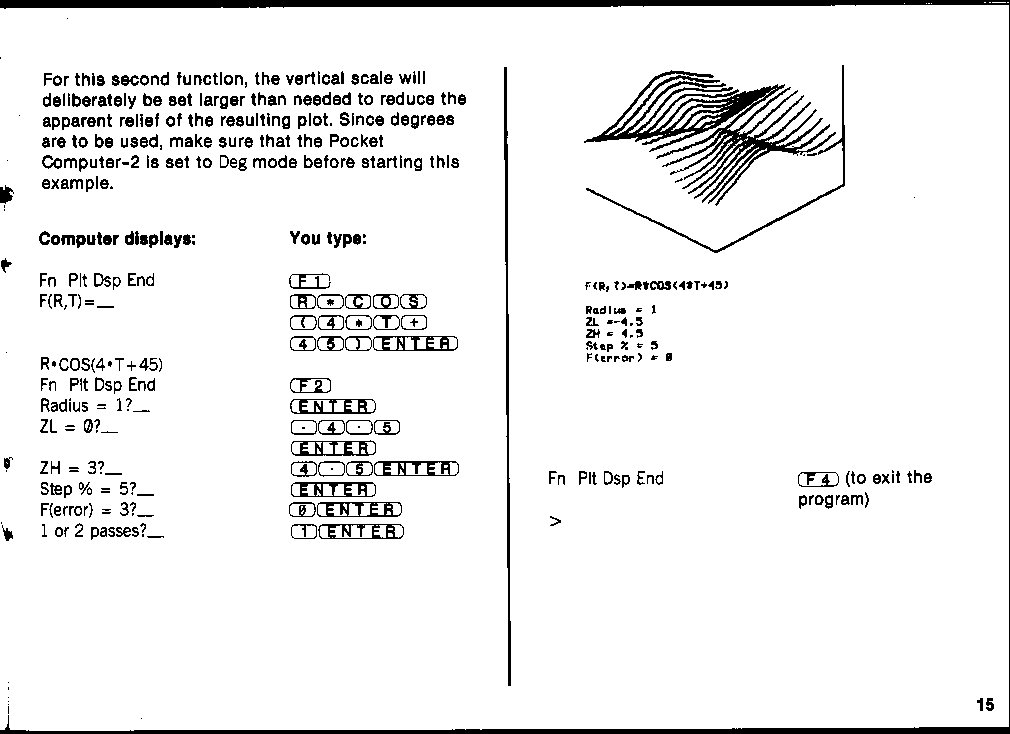 For this second function, the vertical scale will
deliberately be set larger than needed to reduce the
apparent relief of the resulting plot. Since degrees
are to be used, make sure that the Pocket
Computer-2 is set to Deg mode before starting this
example.
Computer displays: You type:
Fn Plt Dsp End F1
F(R,T)=_ R * C O S
( 4 * T +
4 5 ) ENTER
R•COS(4•T+45)
Fn Plt Dsp End F2
Radius = 1?_ ENTER
ZL = 0?_ - 4 . 5
ENTER
ZH = 3?_ 4 . 5 ENTER
Step % = 5?_ ENTER
F(error) = 3?_ 0 ENTER
1 or 2 passes?_ 1 ENTER
F(R,T)=R*COS(4*T+45)
Radius = 1
ZL =-4.5
ZH = 4.5
Step % = 5
F(error) = 0
Fn Plt Dsp End F4 (to exit the
program)
>
15